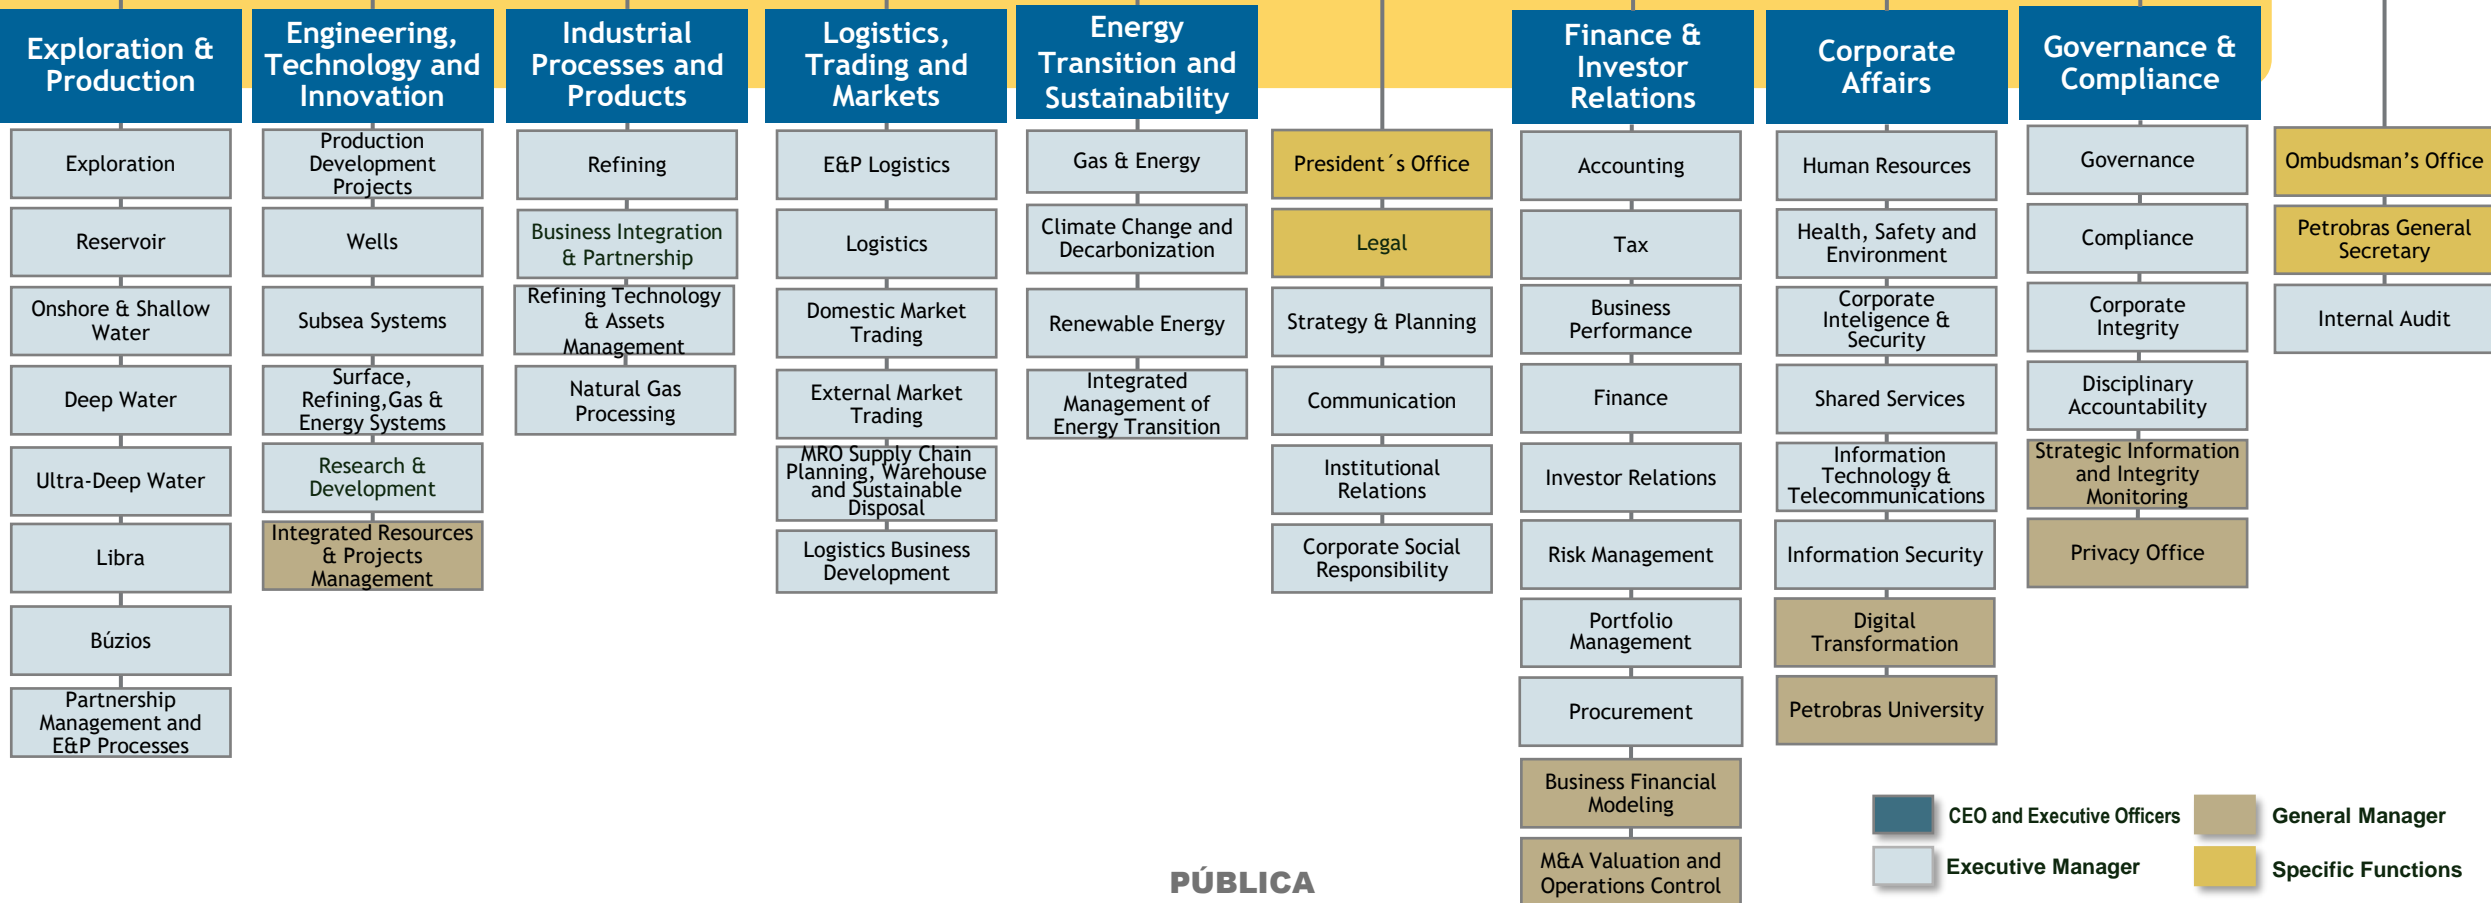 Exploration &
Production
Engineering,
Technology and
Innovation
Industrial
Processes and
Products
Logistics,
Trading and
Markets
Energy
Transition and
Sustainability
Finance &
Investor
Relations
Corporate
Affairs
Governance &
Compliance
Exploration
Reservoir
Onshore & Shallow
Water
Deep Water
Ultra-Deep Water
Libra
Búzios
Partnership
Management and
E&P Processes
Production
Development
Projects
Wells
Subsea Systems
Surface,
Refining,Gas &
Energy Systems
Research &
Development
Integrated Resources
& Projects
Management
Refining
Business Integration
& Partnership
Refining Technology
& Assets
Management
Natural Gas
Processing
E&P Logistics
Logistics
Domestic Market
Trading
External Market
Trading
MRO Supply Chain
Planning, Warehouse
and Sustainable
Disposal
Logistics Business
Development
Gas & Energy
Climate Change and
Decarbonization
Renewable Energy
Integrated
Management of
Energy Transition
President´s Office
Legal
Strategy & Planning
Communication
Institutional
Relations
Corporate Social
Responsibility
Accounting
Tax
Business
Performance
Finance
Investor Relations
Risk Management
Portfolio
Management
Procurement
Business Financial
Modeling
M&A Valuation and
Operations Control
Human Resources
Health, Safety and
Environment
Corporate
Inteligence &
Security
Shared Services
Information
Technology &
Telecommunications
Information Security
Digital
Transformation
Petrobras University
Governance
Compliance
Corporate
Integrity
Disciplinary
Accountability
Strategic Information
and Integrity
Monitoring
Privacy Office
Ombudsman’s Office
Petrobras General
Secretary
Internal Audit
CEO and Executive Officers
General Manager
Executive Manager
Specific Functions
PÚBLICA